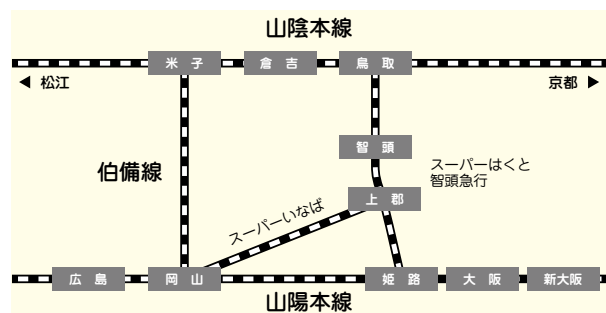 山陰本線
米子
倉吉
鳥取
◀ 松江
京都 ▶
智頭
伯備線
スーパーはくと
智頭急行
上郡
スーパーいなば
広島
岡山
姫路
大阪
新大阪
山陽本線